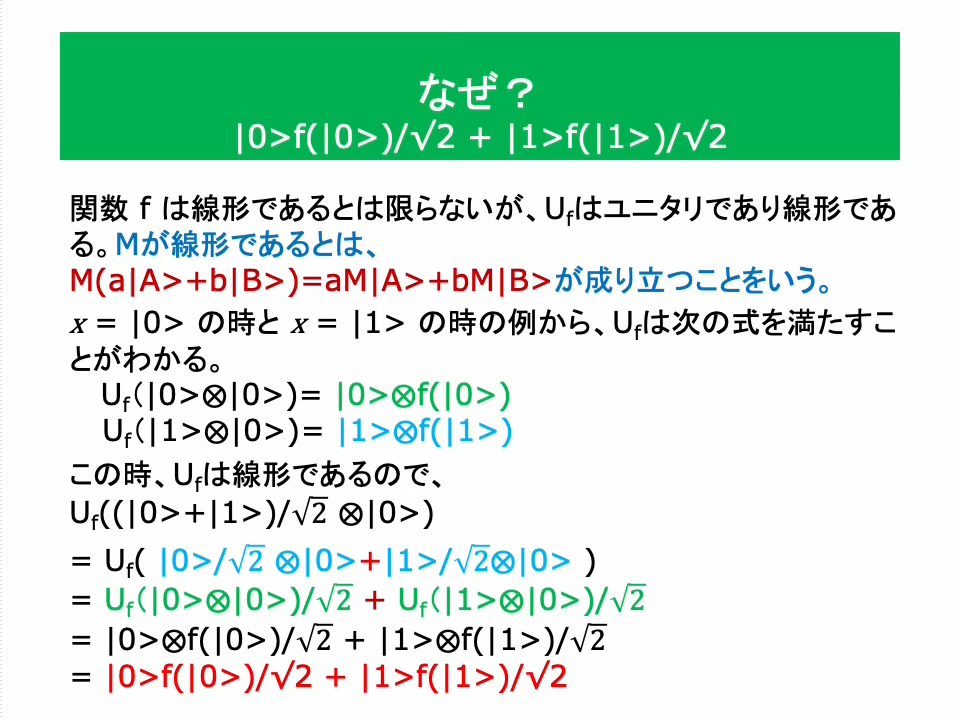 なぜ？
|0>f(|0>)/√2 + |1>f(|1>)/√2
関数 f は線形であるとは限らないが、Ufはユニタリであり線形であ
る。Mが線形であるとは、
M(a|A>+b|B>)=aM|A>+bM|B>が成り立つことをいう。
x = |0> の時と x = |1> の時の例から、Ufは次の式を満たすこ
とがわかる。
Uf（|0>⊗|0>)= |0>⊗f(|0>)
Uf（|1>⊗|0>)= |1>⊗f(|1>)
この時、Ufは線形であるので、
Uf((|0>+|1>)/√2 ⊗|0>)
= Uf( |0>/√2 ⊗|0>+|1>/√2⊗|0> )
= Uf（|0>⊗|0>)/√2 + Uf（|1>⊗|0>)/√2
= |0>⊗f(|0>)/√2 + |1>⊗f(|1>)/√2
= |0>f(|0>)/√2 + |1>f(|1>)/√2